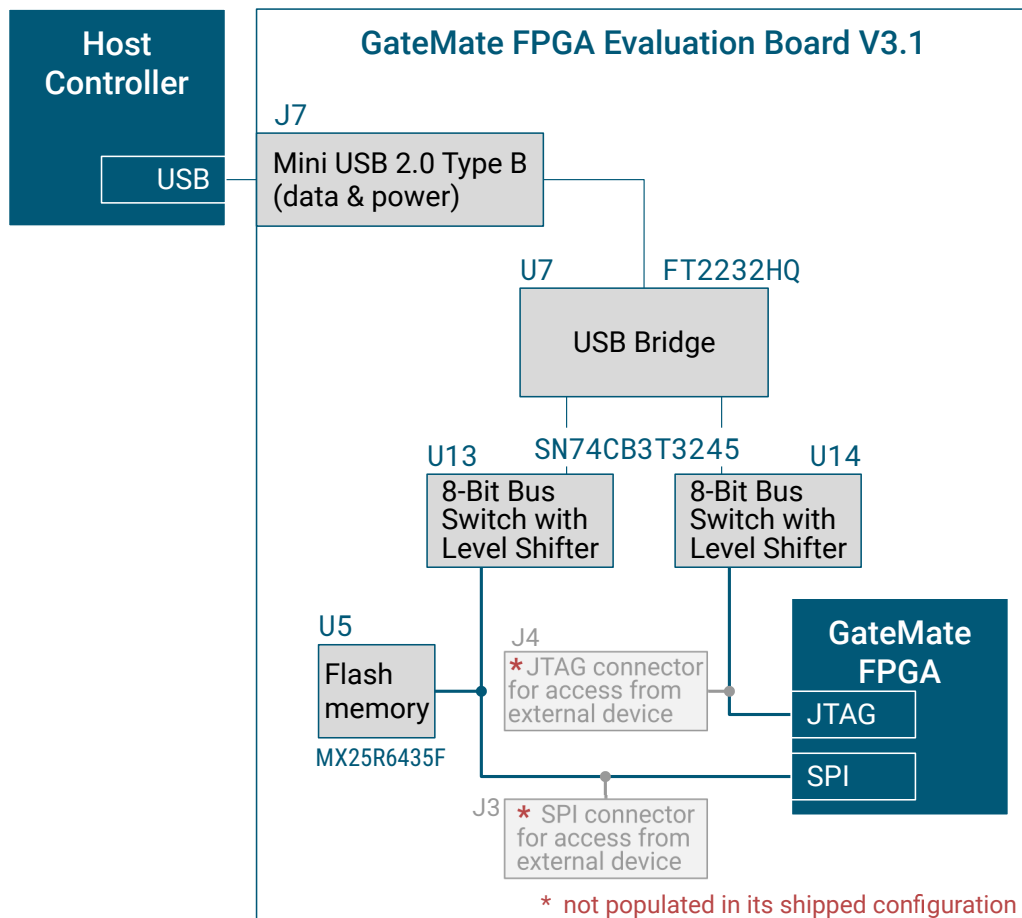 Host
Controller
USB
GateMate FPGA Evaluation Board V3.1
J7
Mini USB 2.0 Type B
(data & power)
U7
FT2232HQ
USB Bridge
SN74CB3T3245
U13
U14
8-Bit Bus
Switch with
Level Shifter
8-Bit Bus
Switch with
Level Shifter
U5
Flash
memory
MX25R6435F
J4
* JTAG connector
for access from
external device
GateMate
FPGA
JTAG
SPI
J3
* SPI connector
for access from
external device
* not populated in its shipped configuration